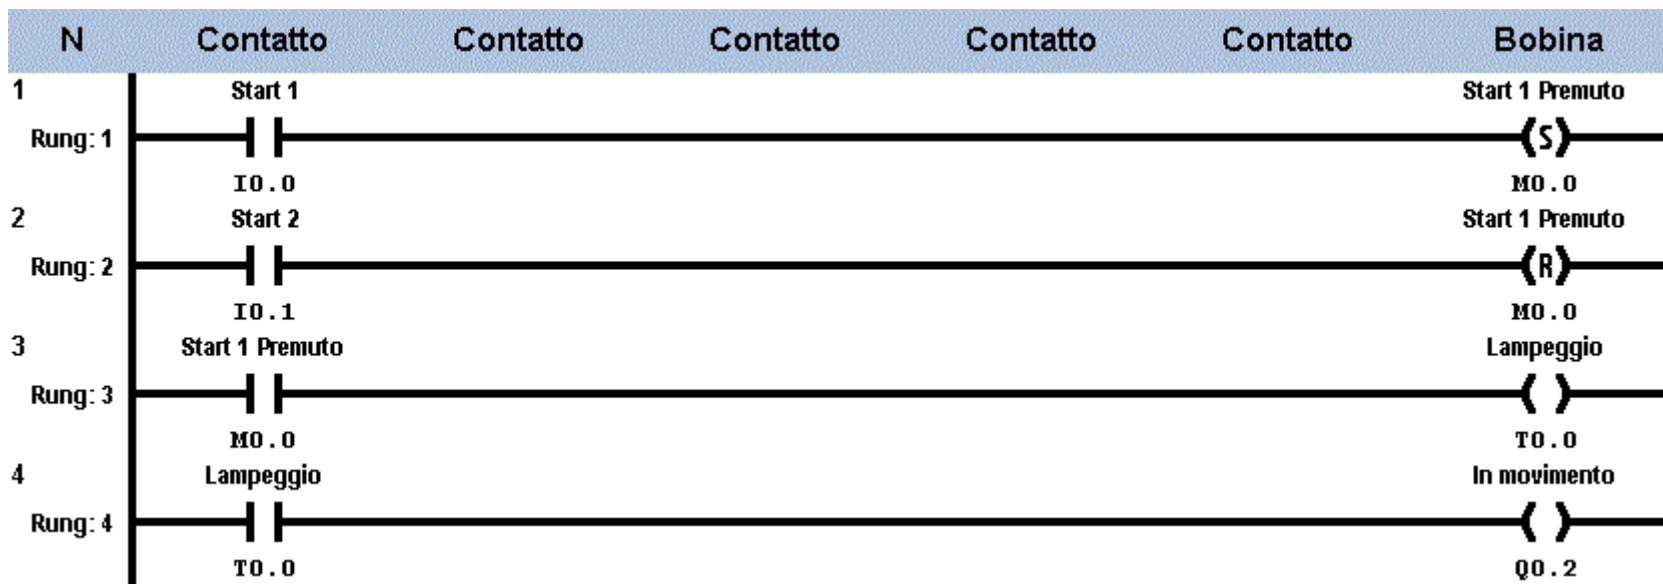 N Contatto Contatto Contatto Contatto Contatto Bobina
1 Start 1 Start 1 Premuto
Rung: 1 S
I0.0 M0.0
2 Start 2 Start 1 Premuto
Rung: 2 R
I0.1 M0.0
3 Start 1 Premuto Lampeggio
Rung: 3
M0.0 T0.0
4 Lampeggio In movimento
Rung: 4
T0.0 Q0.2